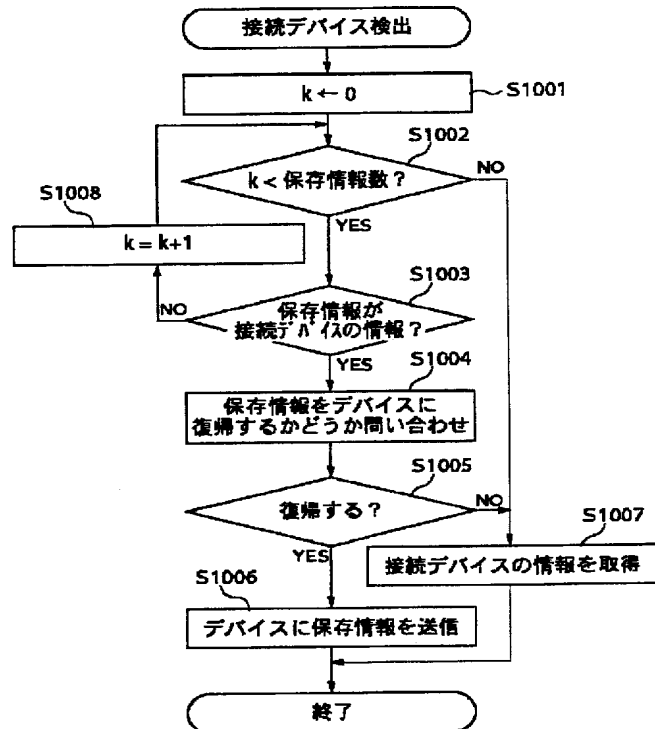 接続デバイス検出
k ← 0
S1001
S1002
k < 保存情報数？
NO
YES
S1008
k = k+1
S1003
保存情報が
接続ﾃﾞﾊﾞｲｽの情報？
NO
YES
S1004
保存情報をデバイスに
復帰するかどうか問い合わせ
S1005
復帰する？
NO
YES
S1007
接続デバイスの情報を取得
S1006
デバイスに保存情報を送信
終了